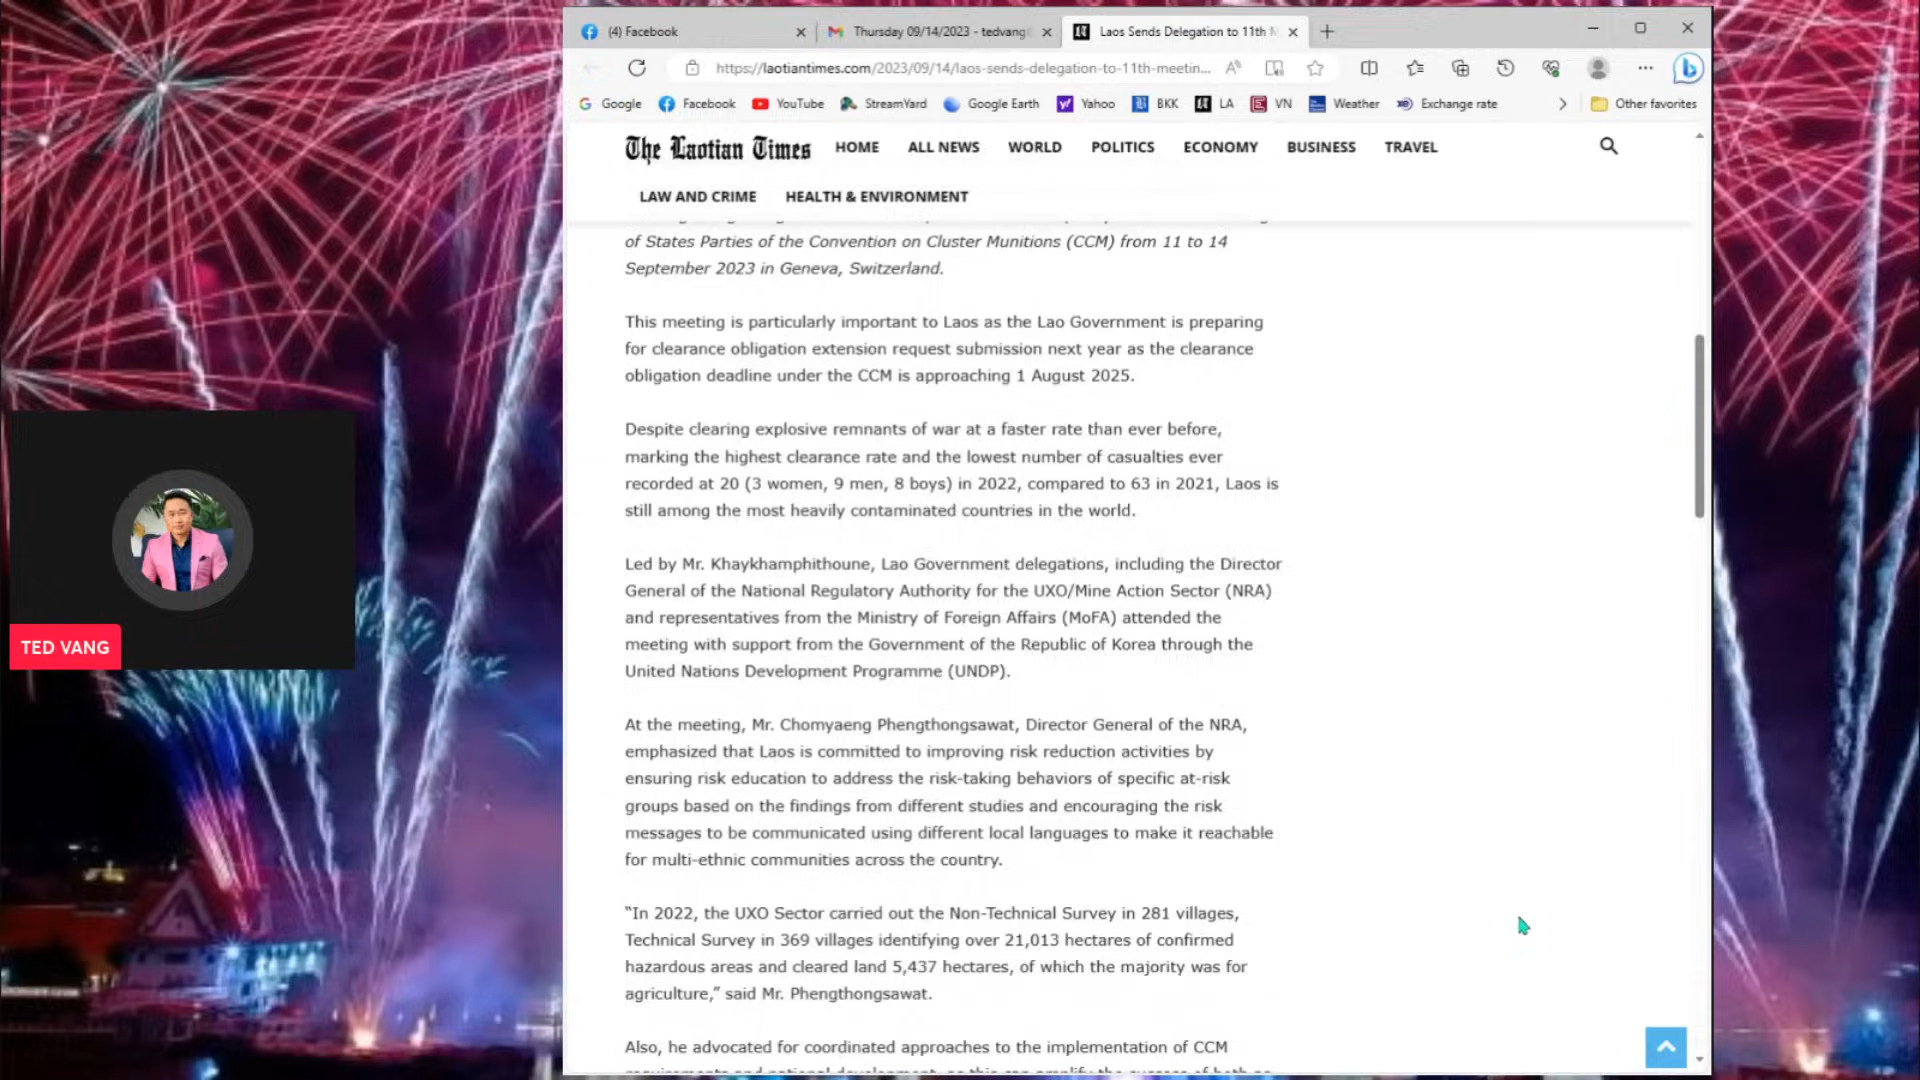 (4) Facebook
Thursday 09/14/2023 - tedvang
Laos Sends Delegation to 11th M
https://laotiantimes.com/2023/09/14/laos-sends-delegation-to-11th-meetin...
Google Facebook YouTube StreamYard Google Earth Yahoo BKK LA VN Weather Exchange rate Other favorites
The Laotian Times HOME ALL NEWS WORLD POLITICS ECONOMY BUSINESS TRAVEL
LAW AND CRIME HEALTH & ENVIRONMENT
of States Parties of the Convention on Cluster Munitions (CCM) from 11 to 14
September 2023 in Geneva, Switzerland.
This meeting is particularly important to Laos as the Lao Government is preparing
for clearance obligation extension request submission next year as the clearance
obligation deadline under the CCM is approaching 1 August 2025.
Despite clearing explosive remnants of war at a faster rate than ever before,
marking the highest clearance rate and the lowest number of casualties ever
recorded at 20 (3 women, 9 men, 8 boys) in 2022, compared to 63 in 2021, Laos is
still among the most heavily contaminated countries in the world.
Led by Mr. Khaykhamphithoune, Lao Government delegations, including the Director
General of the National Regulatory Authority for the UXO/Mine Action Sector (NRA)
and representatives from the Ministry of Foreign Affairs (MoFA) attended the
meeting with support from the Government of the Republic of Korea through the
United Nations Development Programme (UNDP).
At the meeting, Mr. Chomyaeng Phengthongsawat, Director General of the NRA,
emphasized that Laos is committed to improving risk reduction activities by
ensuring risk education to address the risk-taking behaviors of specific at-risk
groups based on the findings from different studies and encouraging the risk
messages to be communicated using different local languages to make it reachable
for multi-ethnic communities across the country.
“In 2022, the UXO Sector carried out the Non-Technical Survey in 281 villages,
Technical Survey in 369 villages identifying over 21,013 hectares of confirmed
hazardous areas and cleared land 5,437 hectares, of which the majority was for
agriculture,” said Mr. Phengthongsawat.
Also, he advocated for coordinated approaches to the implementation of CCM
TED VANG